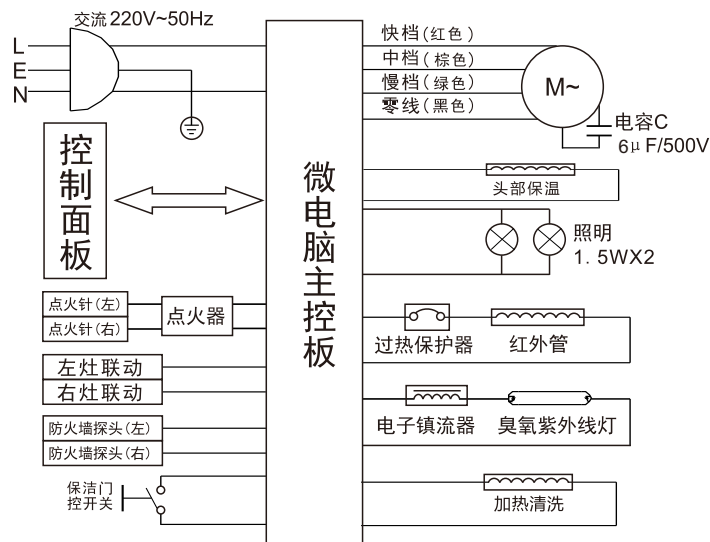 交流 220V~50Hz
L
E
N
控制面板
微电脑主控板
快档(红色)
中档(棕色)
慢档(绿色)
零线(黑色)
M~
电容C
6μF/500V
头部保温
照明
1.5WX2
点火针(左)
点火针(右)
点火器
过热保护器
红外管
左灶联动
右灶联动
电子镇流器
臭氧紫外线灯
防火墙探头(左)
防火墙探头(右)
保洁门
控开关
加热清洗